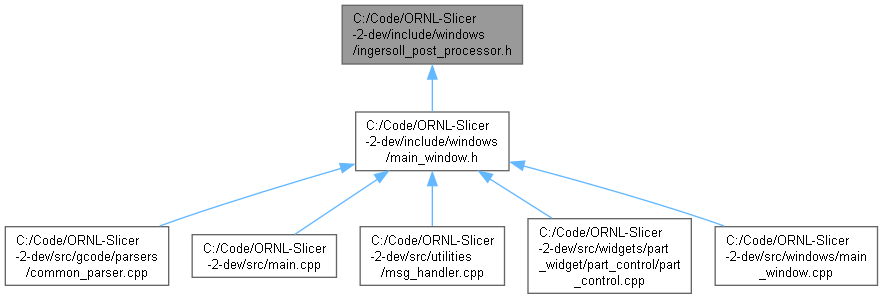 C:/Code/ORNL-Slicer
-2-dev/include/windows
/ingersoll_post_processor.h
C:/Code/ORNL-Slicer
-2-dev/include/windows
/main_window.h
C:/Code/ORNL-Slicer
-2-dev/src/gcode/parsers
/common_parser.cpp
C:/Code/ORNL-Slicer
-2-dev/src/main.cpp
C:/Code/ORNL-Slicer
-2-dev/src/utilities
/msg_handler.cpp
C:/Code/ORNL-Slicer
-2-dev/src/widgets/part
_widget/part_control/part
_control.cpp
C:/Code/ORNL-Slicer
-2-dev/src/windows/main
_window.cpp